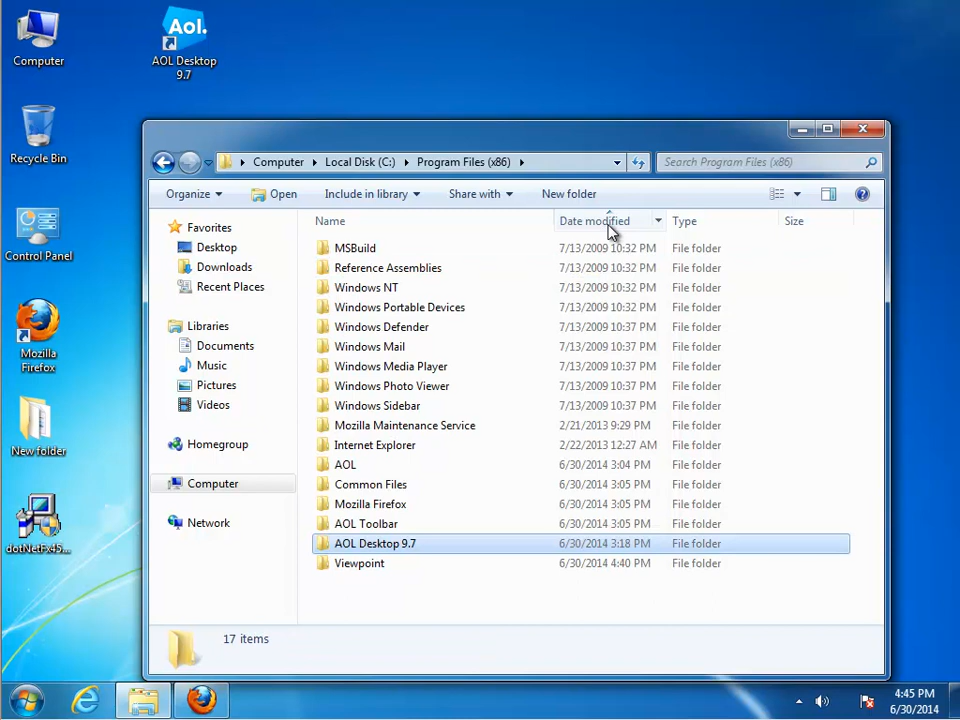 Aol.
Computer
AOL Desktop
9.7
Recycle Bin
Control Panel
Mozilla
Firefox
New folder
dotNetFx45...
Computer Local Disk (C:) Program Files (x86)
Search Program Files (x86)
Organize Open Include in library Share with New folder
Name Date modified Type Size
Favorites
Desktop
Downloads
Recent Places
Libraries
Documents
Music
Pictures
Videos
Homegroup
Computer
Network
MSBuild 7/13/2009 10:32 PM File folder
Reference Assemblies 7/13/2009 10:32 PM File folder
Windows NT 7/13/2009 10:32 PM File folder
Windows Portable Devices 7/13/2009 10:32 PM File folder
Windows Defender 7/13/2009 10:37 PM File folder
Windows Mail 7/13/2009 10:37 PM File folder
Windows Media Player 7/13/2009 10:37 PM File folder
Windows Photo Viewer 7/13/2009 10:37 PM File folder
Windows Sidebar 7/13/2009 10:37 PM File folder
Mozilla Maintenance Service 2/21/2013 9:29 PM File folder
Internet Explorer 2/22/2013 12:27 AM File folder
AOL 6/30/2014 3:04 PM File folder
Common Files 6/30/2014 3:05 PM File folder
Mozilla Firefox 6/30/2014 3:05 PM File folder
AOL Toolbar 6/30/2014 3:05 PM File folder
AOL Desktop 9.7 6/30/2014 3:18 PM File folder
Viewpoint 6/30/2014 4:40 PM File folder
17 items
4:45 PM
6/30/2014